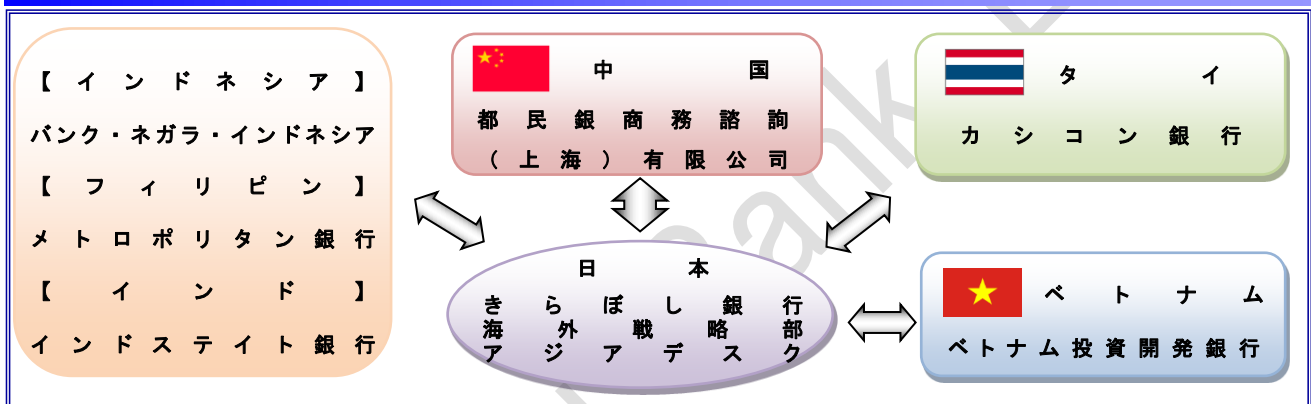 【インドネシア】
バンク・ネガラ・インドネシア
【フィリピン】
メトロポリタン銀行
【インド】
インドステイト銀行
中国
都民銀商務諮詢
(上海)有限公司
タイ
カシコン銀行
日本
きらぼし銀行
海外戦略部
アジアデスク
ベトナム
ベトナム投資開発銀行